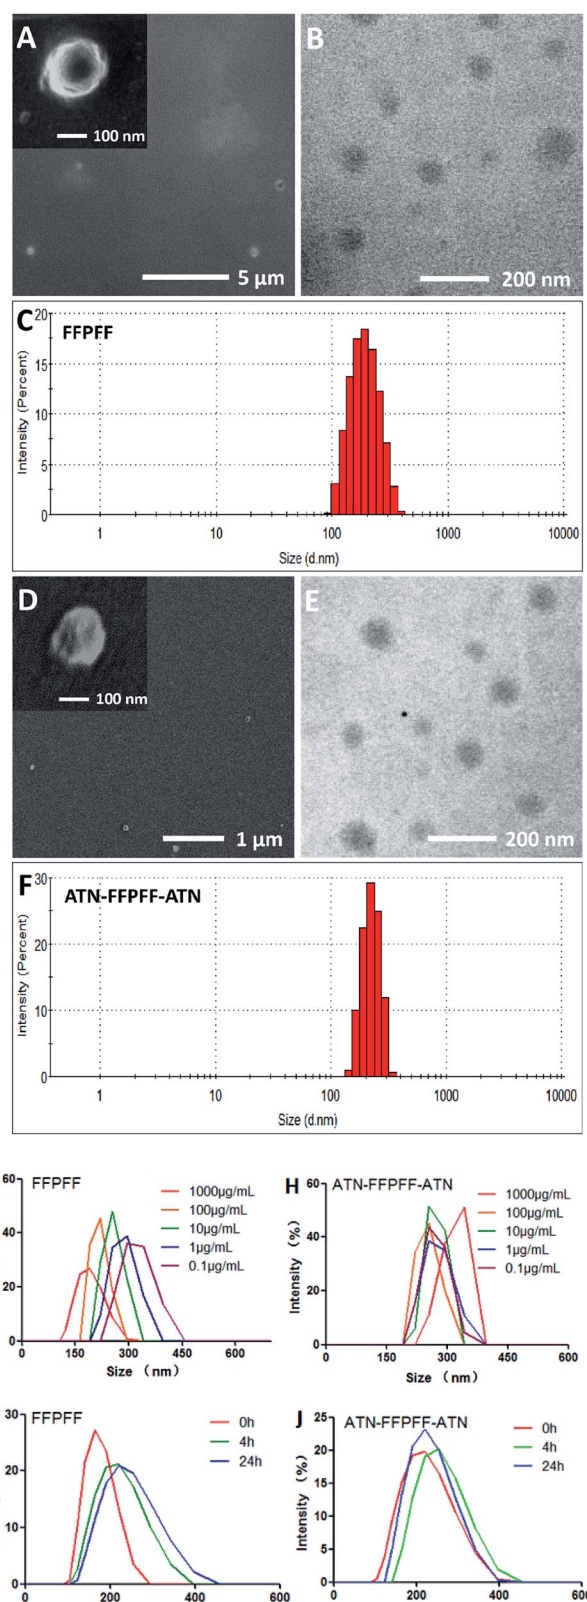 A
100 nm
5 μm
B
200 nm
C
FFPFF
Intensity (Percent)
20
15
10
5
0
1 10 100 1000 10000
Size (d.nm)
D
100 nm
1 μm
E
200 nm
F
ATN-FFPFF-ATN
Intensity (Percent)
30
20
10
0
1 10 100 1000 10000
Size (d.nm)
FFPFF
60
40
20
0
1000μg/mL
100μg/mL
10μg/mL
1μg/mL
0.1μg/mL
0 150 300 450 600
Size (nm)
H
ATN-FFPFF-ATN
Intensity (%)
60
40
20
0
1000μg/mL
100μg/mL
10μg/mL
1μg/mL
0.1μg/mL
0 150 300 450 600
Size (nm)
FFPFF
30
20
10
0
0h
4h
24h
0 200 400 600
J
ATN-FFPFF-ATN
Intensity (%)
25
20
15
10
5
0
0h
4h
24h
0 200 400 600